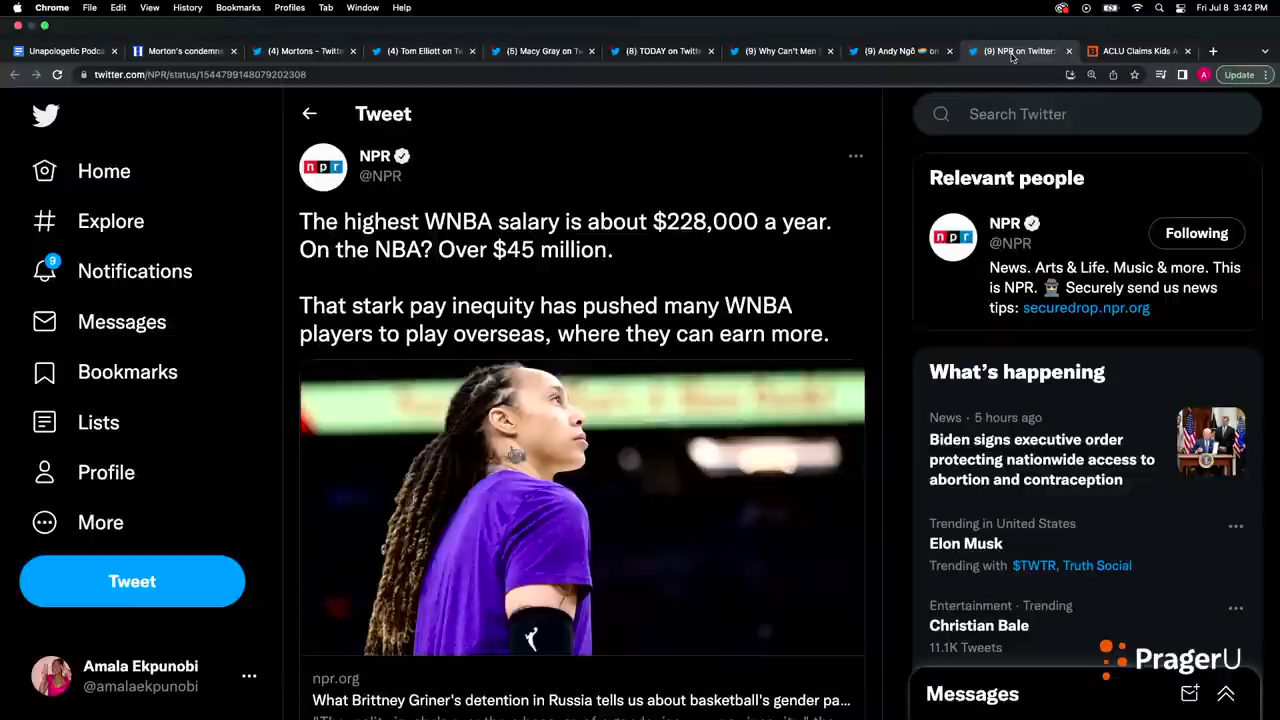 Chrome File Edit View History Bookmarks Profiles Tab Window Help Fri Jul 8 3:42 PM
Unapologetic Podca Morton's condemne (4) Mortons - Twitte (4) Tom Elliott on Tw (5) Macy Gray on Tw (8) TODAY on Twitte (9) Why Can't Men (9) Andy Ngô 🏳️‍🌈 on (9) NPR on Twitter: ACLU Claims Kids A
twitter.com/NPR/status/1544799148079202308 A Update
Tweet
Search Twitter
NPR
@NPR
The highest WNBA salary is about $228,000 a year.
On the NBA? Over $45 million.
That stark pay inequity has pushed many WNBA
players to play overseas, where they can earn more.
npr.org
What Brittney Griner's detention in Russia tells us about basketball's gender pa...
Home
Explore
9
Notifications
Messages
Bookmarks
Lists
Profile
More
Tweet
Amala Ekpunobi
@amalaekpunobi
Relevant people
npr
NPR
@NPR
Following
News. Arts & Life. Music & more. This
is NPR. 🕵️ Securely send us news
tips: securedrop.npr.org
What's happening
News · 5 hours ago
Biden signs executive order
protecting nationwide access to
abortion and contraception
Trending in United States
Elon Musk
Trending with $TWTR, Truth Social
Entertainment · Trending
Christian Bale
11.1K Tweets
PragerU
Messages
npr